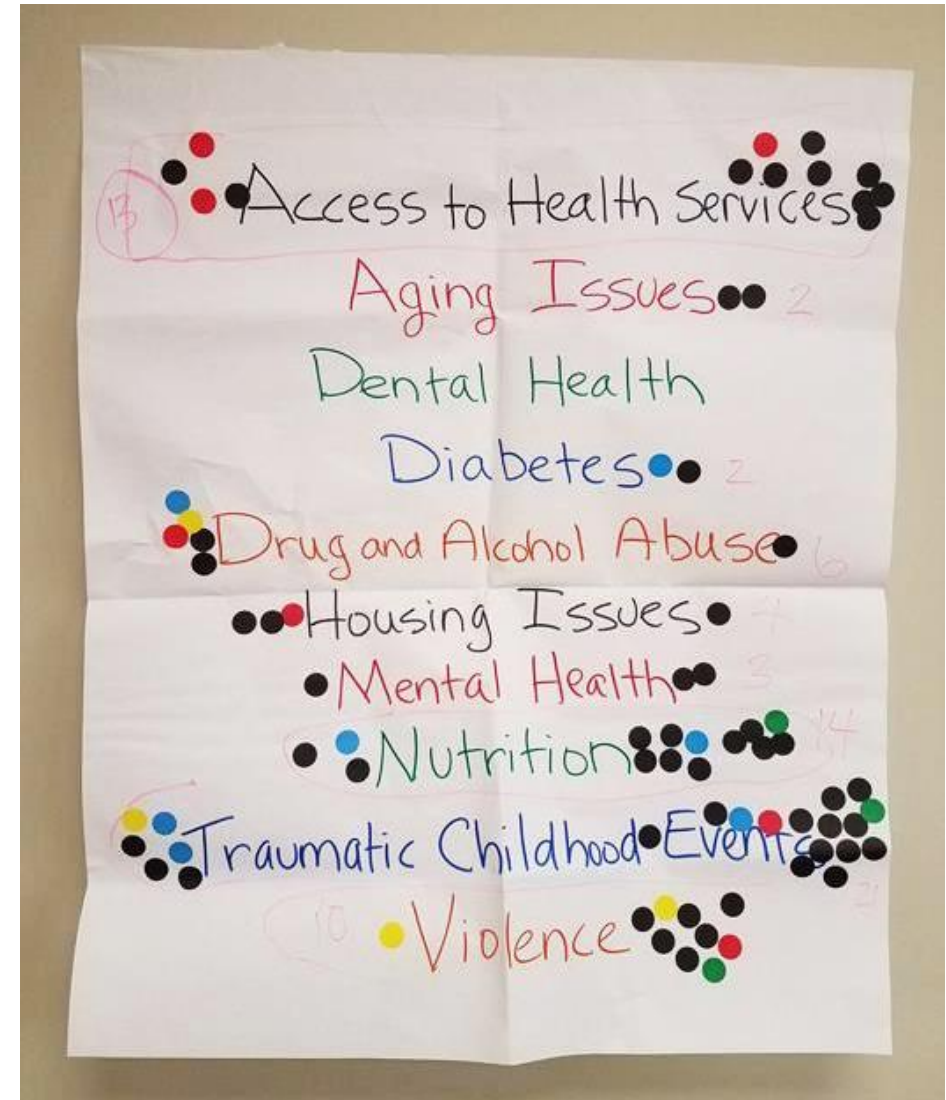 13
Access to Health Services
Aging Issues 2
Dental Health
Diabetes 2
Drug and Alcohol Abuse 6
Housing Issues 4
Mental Health 3
Nutrition 14
Traumatic Childhood Events
21
10 Violence